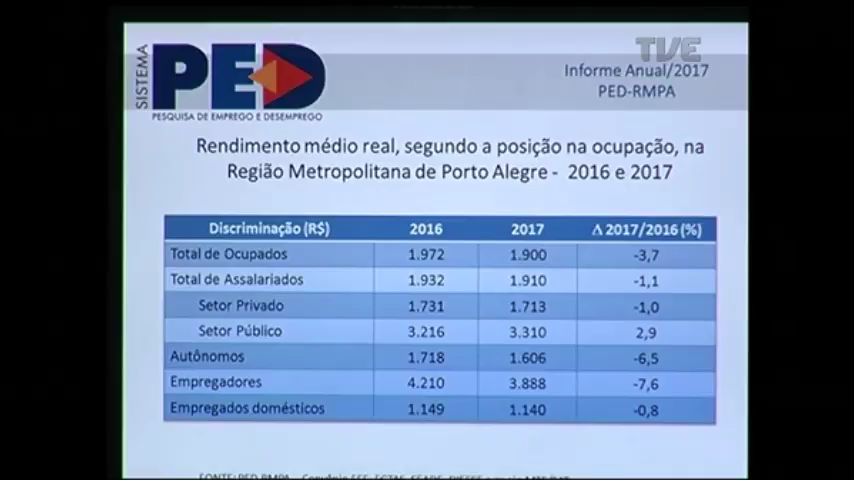 TVE
SISTEMA
PED
PESQUISA DE EMPREGO E DESEMPREGO
Informe Anual/2017
PED-RMPA
Rendimento médio real, segundo a posição na ocupação, na
Região Metropolitana de Porto Alegre - 2016 e 2017
Discriminação (R$) 2016 2017 Δ 2017/2016 (%)
Total de Ocupados 1.972 1.900 -3,7
Total de Assalariados 1.932 1.910 -1,1
Setor Privado 1.731 1.713 -1,0
Setor Público 3.216 3.310 2,9
Autônomos 1.718 1.606 -6,5
Empregadores 4.210 3.888 -7,6
Empregados domésticos 1.149 1.140 -0,8
FONTE: PED-RMPA - Convênio